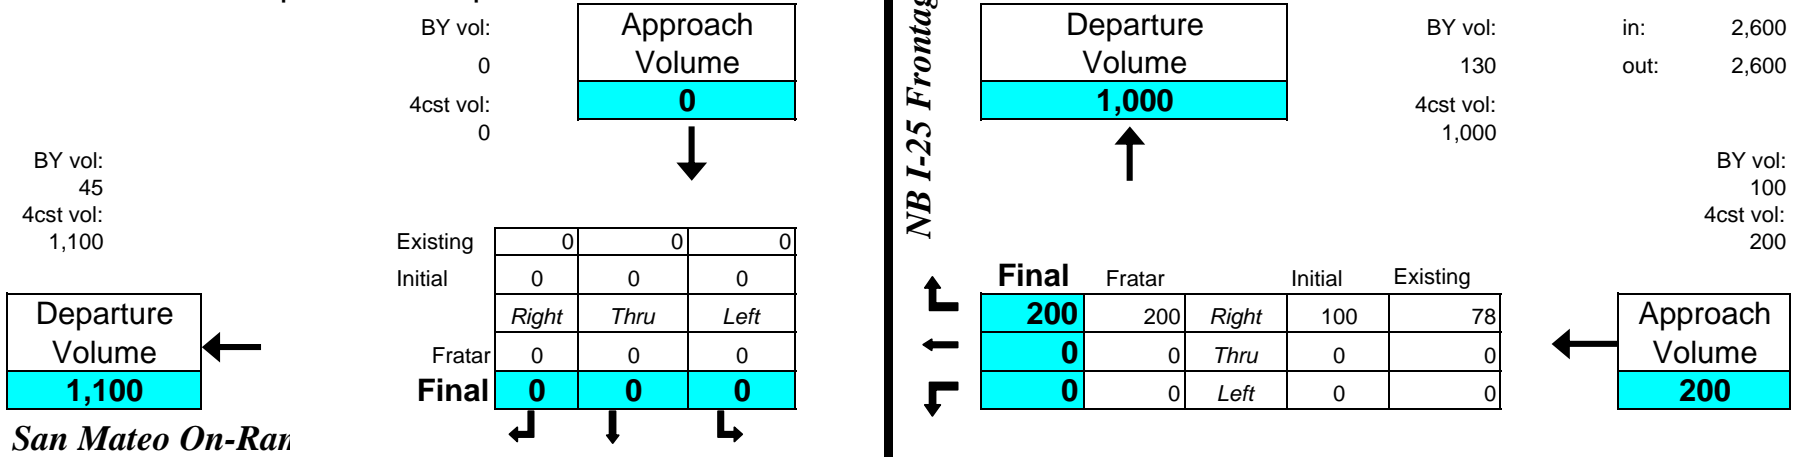 BY vol:
0
4cst vol:
0
Approach
Volume
0
BY vol:
45
4cst vol:
1,100
Departure
Volume
1,100
San Mateo On-Ran
Existing 0 0 0
Initial 0 0 0
Right Thru Left
Fratar 0 0 0
Final 0 0 0
NB I-25 Frontag
Departure
Volume
1,000
BY vol:
130
4cst vol:
1,000
in: 2,600
out: 2,600
BY vol:
100
4cst vol:
200
Final Fratar Initial Existing
200 200 Right 100 78
0 0 Thru 0 0
0 0 Left 0 0
Approach
Volume
200